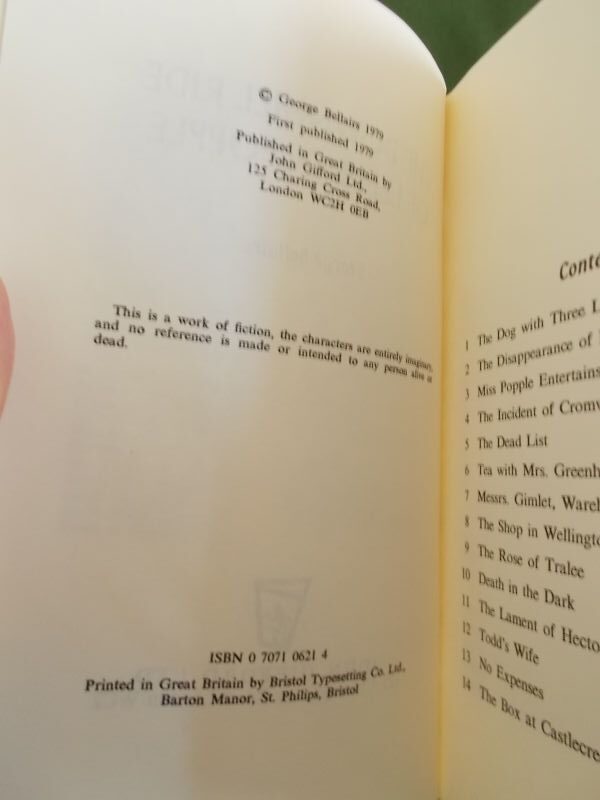 © George Bellairs 1979
First published 1979
Published in Great Britain by
John Gifford Ltd.,
125 Charing Cross Road,
London WC2H 0EB
This is a work of fiction, the characters are entirely imaginary,
and no reference is made or intended to any person alive or
dead.
ISBN 0 7071 0621 4
Printed in Great Britain by Bristol Typesetting Co. Ltd.,
Barton Manor, St. Philips, Bristol
1 The Dog with Three
2 The Disappearance of
3 Miss Popple Entertains
4 The Incident of
5 The Dead List
6 Tea with Mrs.
7 Messrs. Gimlet,
8 The Shop in
9 The Rose of Tralee
10 Death in the Dark
11 The Lament of
12 Todd's Wife
13 No Expenses
14 The Box at